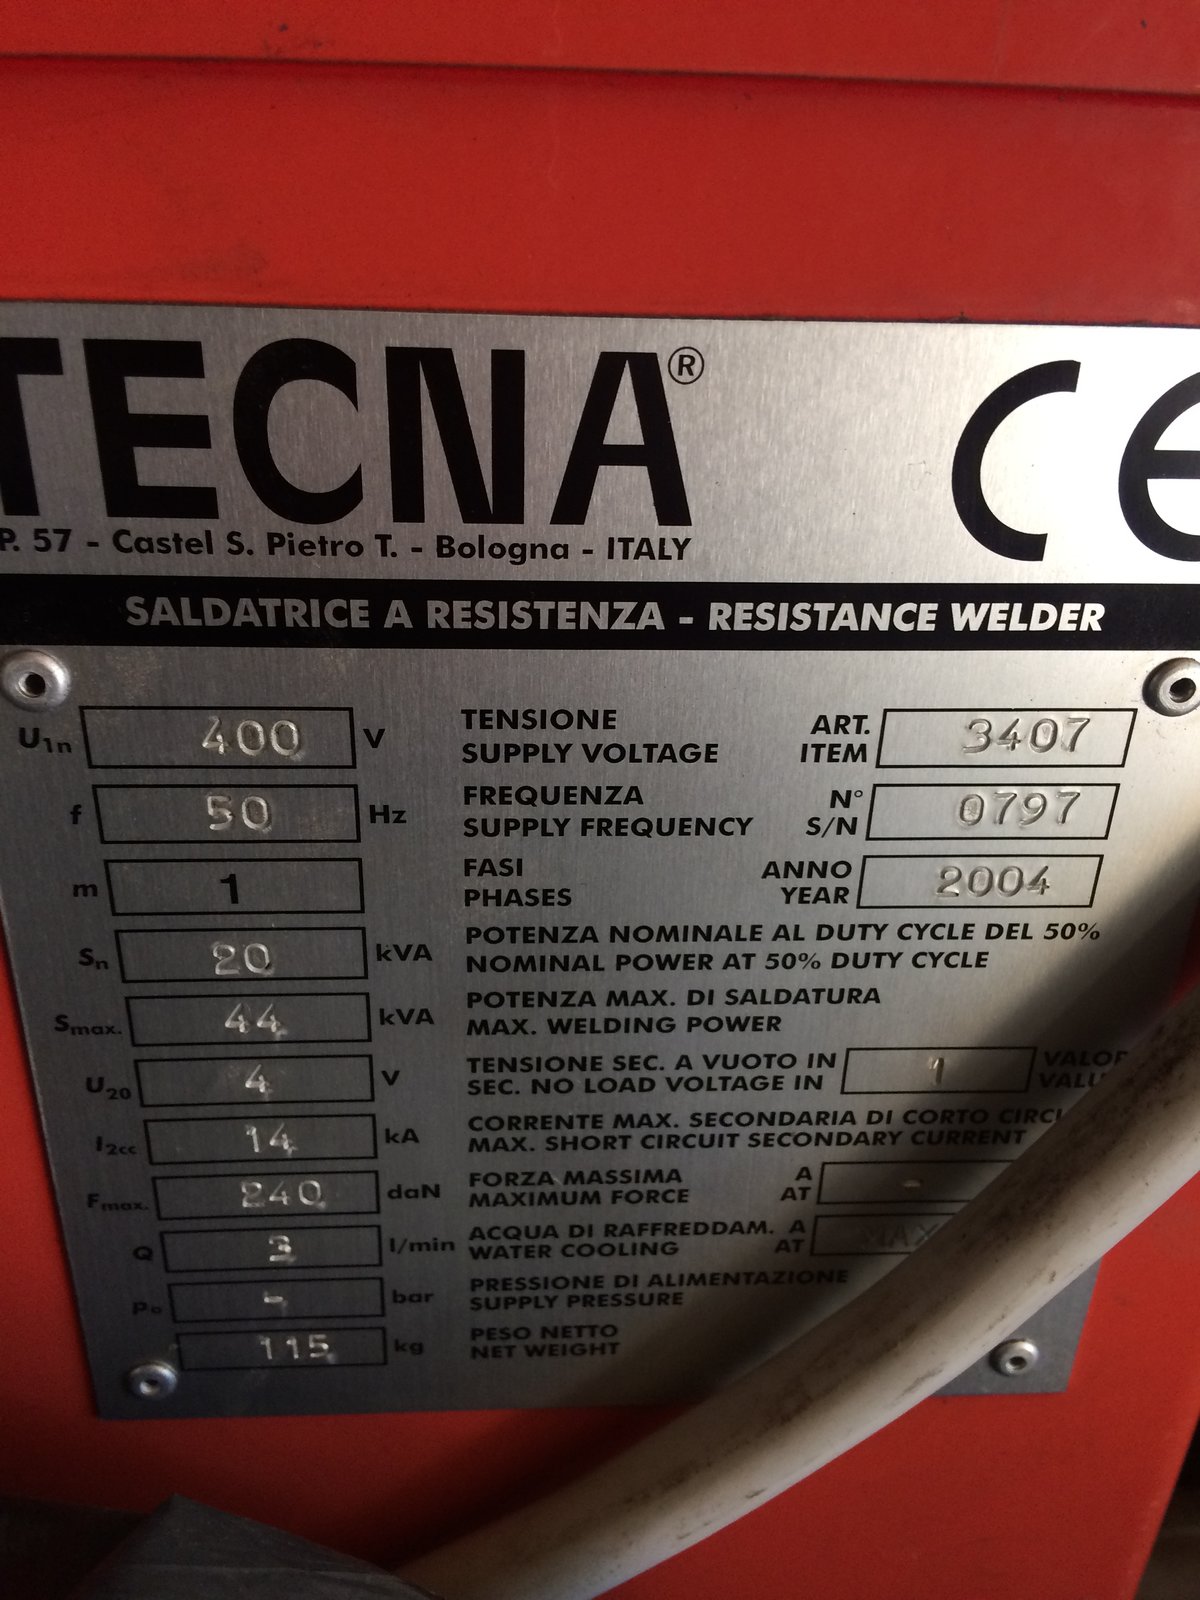 TECNA®
P. 57 - Castel S. Pietro T. - Bologna - ITALY
CE
SALDATRICE A RESISTENZA - RESISTANCE WELDER
U1n 400 V TENSIONE SUPPLY VOLTAGE ART. ITEM 3407
f 50 Hz FREQUENZA SUPPLY FREQUENCY N° S/N 0797
m 1 FASI PHASES ANNO YEAR 2004
Sn 20 kVA POTENZA NOMINALE AL DUTY CYCLE DEL 50% NOMINAL POWER AT 50% DUTY CYCLE
Smax. 44 kVA POTENZA MAX. DI SALDATURA MAX. WELDING POWER
U20 4 V TENSIONE SEC. A VUOTO IN SEC. NO LOAD VOLTAGE IN 1
I2cc 14 kA CORRENTE MAX. SECONDARIA DI CORTO MAX. SHORT CIRCUIT SECONDARY CURRENT
Fmax. 240 daN FORZA MASSIMA MAXIMUM FORCE A AT -
Q 3 l/min ACQUA DI RAFFREDDAM. WATER COOLING A AT MAX
po - bar PRESSIONE DI ALIMENTAZIONE SUPPLY PRESSURE
115 kg PESO NETTO NET WEIGHT